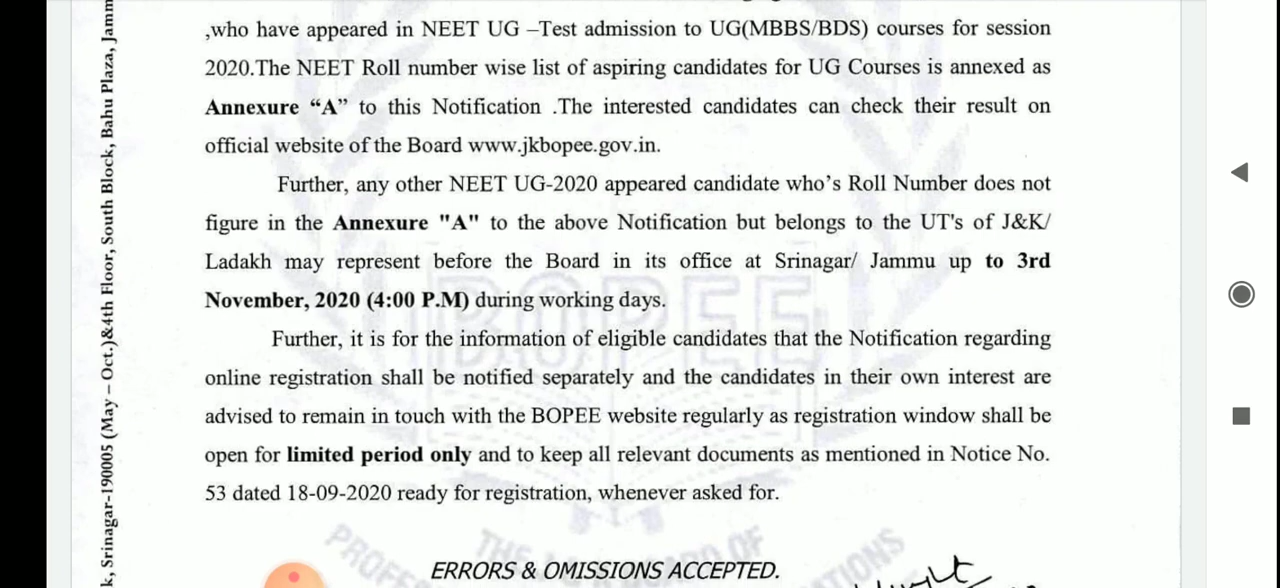 ,who have appeared in NEET UG –Test admission to UG(MBBS/BDS) courses for session
2020.The NEET Roll number wise list of aspiring candidates for UG Courses is annexed as
Annexure “A” to this Notification .The interested candidates can check their result on
official website of the Board www.jkbopee.gov.in.
Further, any other NEET UG-2020 appeared candidate who’s Roll Number does not
figure in the Annexure "A" to the above Notification but belongs to the UT's of J&K/
Ladakh may represent before the Board in its office at Srinagar/ Jammu up to 3rd
November, 2020 (4:00 P.M) during working days.
Further, it is for the information of eligible candidates that the Notification regarding
online registration shall be notified separately and the candidates in their own interest are
advised to remain in touch with the BOPEE website regularly as registration window shall be
open for limited period only and to keep all relevant documents as mentioned in Notice No.
53 dated 18-09-2020 ready for registration, whenever asked for.
ERRORS & OMISSIONS ACCEPTED.
Srinagar-190005 (May – Oct.)&4th Floor, South Block, Bahu Plaza,
BOPEE
THE J&K BOARD OF